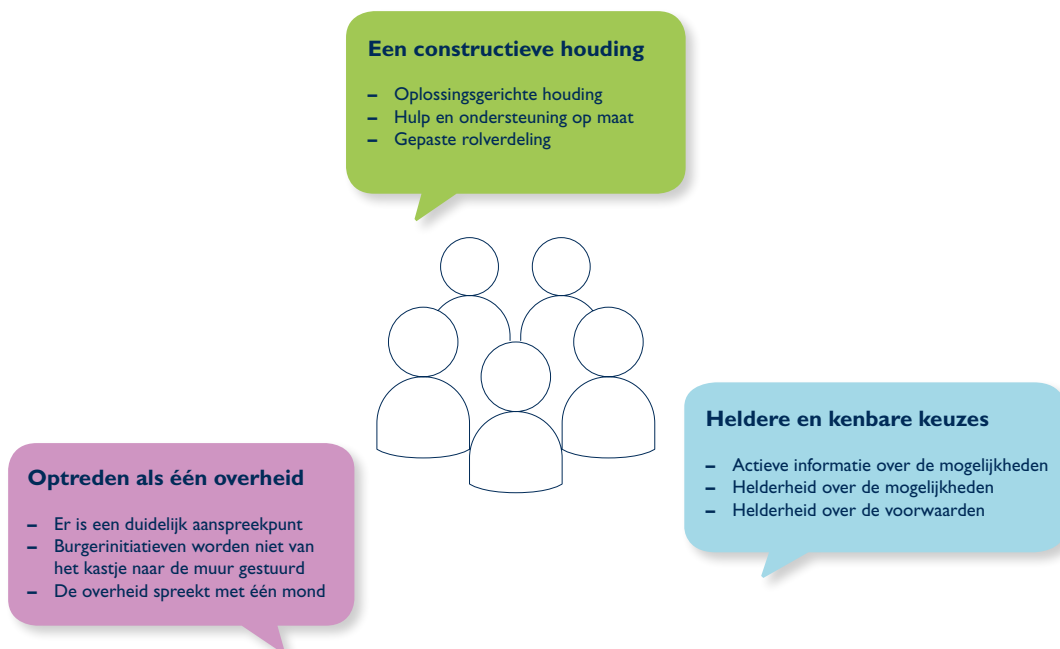 Een constructieve houding
– Oplossingsgerichte houding
– Hulp en ondersteuning op maat
– Gepaste rolverdeling
Heldere en kenbare keuzes
– Actieve informatie over de mogelijkheden
– Helderheid over de mogelijkheden
– Helderheid over de voorwaarden
Optreden als één overheid
– Er is een duidelijk aanspreekpunt
– Burgerinitiatieven worden niet van
het kastje naar de muur gestuurd
– De overheid spreekt met één mond